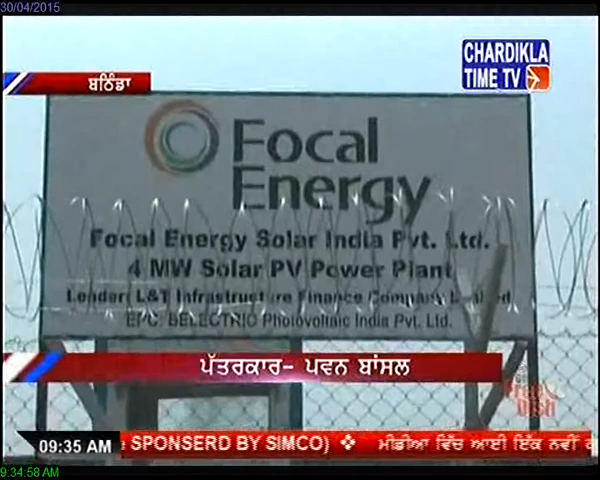 30/04/2015
CHARDIKLA
TIME TV
ਬਠਿੰਡਾ
Focal
Energy
Focal Energy Solar India Pvt. Ltd.
4 MW Solar PV Power Plant
Lender: L&T Infrastructure Finance Company Limited
EPC: BELECTRIC Photovoltaic India Pvt. Ltd.
ਪੱਤਰਕਾਰ- ਪਵਨ ਬਾਂਸਲ
09:35 AM
SPONSERD BY SIMCO) ❖ ਮੀਡੀਆ ਵਿੱਚ ਆਈ ਇੱਕ ਨਵੀਂ
9:34:58 AM